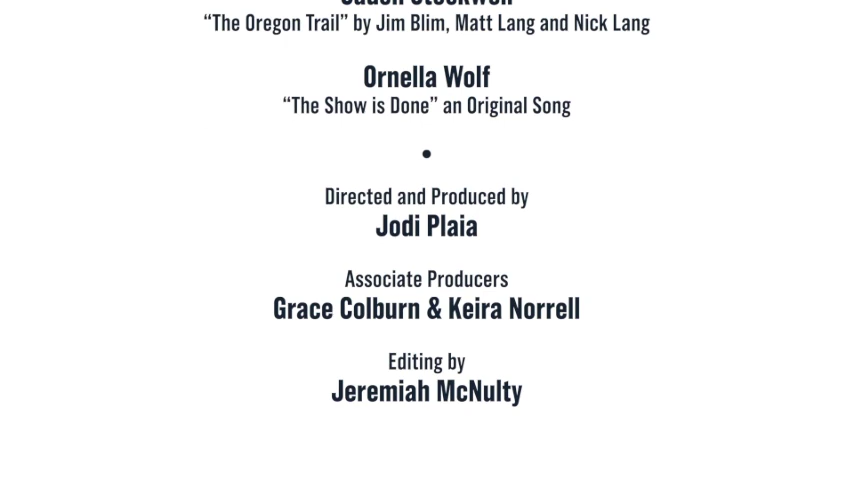 “The Oregon Trail” by Jim Blim, Matt Lang and Nick Lang
Ornella Wolf
“The Show is Done” an Original Song
•
Directed and Produced by
Jodi Plaia
Associate Producers
Grace Colburn & Keira Norrell
Editing by
Jeremiah McNulty